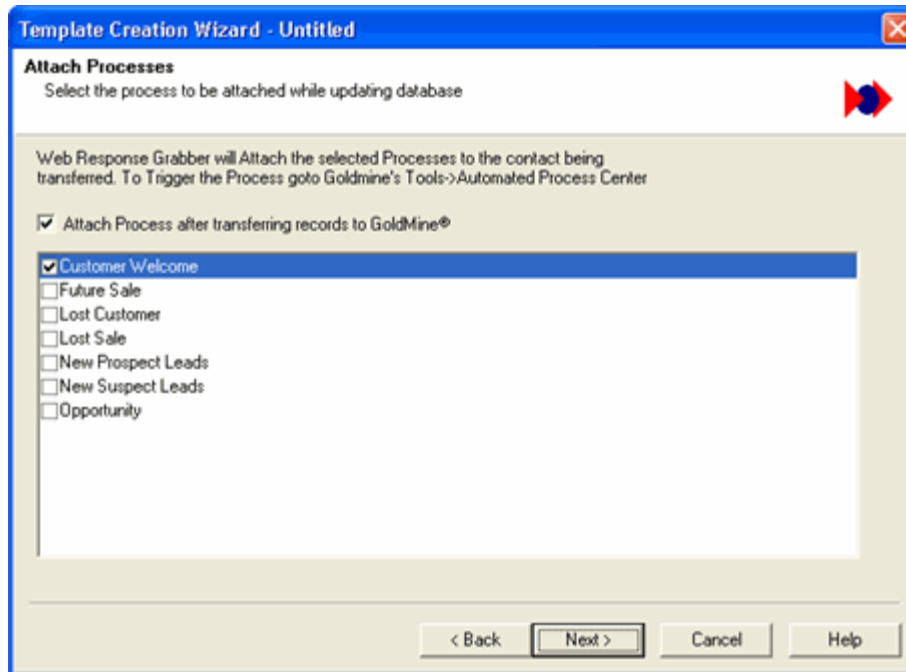 Template Creation Wizard - Untitled
Attach Processes
Select the process to be attached while updating database
Web Response Grabber will Attach the selected Processes to the contact being
transferred. To Trigger the Process goto Goldmine's Tools->Automated Process Center
Attach Process after transferring records to GoldMine®
Customer Welcome
Future Sale
Lost Customer
Lost Sale
New Prospect Leads
New Suspect Leads
Opportunity
< Back Next > Cancel Help